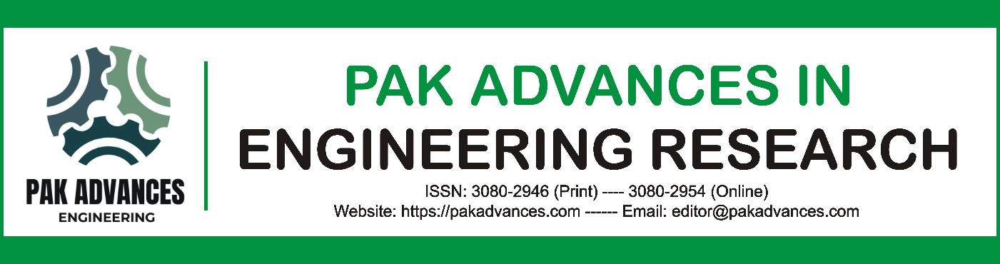 PAK ADVANCES
ENGINEERING
PAK ADVANCES IN
ENGINEERING RESEARCH
ISSN: 3080-2946 (Print) ---- 3080-2954 (Online)
Website: https://pakadvances.com ------ Email: editor@pakadvances.com